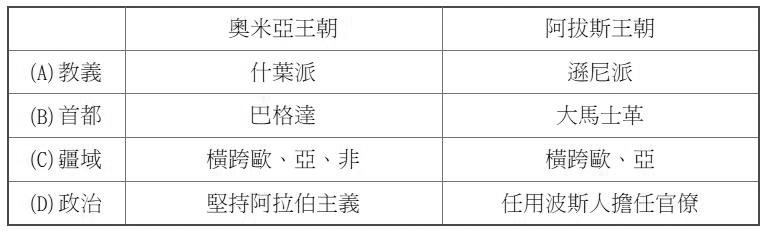 奧米亞王朝 阿拔斯王朝
(A)教義 什葉派 遜尼派
(B)首都 巴格達 大馬士革
(C)疆域 橫跨歐、亞、非 橫跨歐、亞
(D)政治 堅持阿拉伯主義 任用波斯人擔任官僚